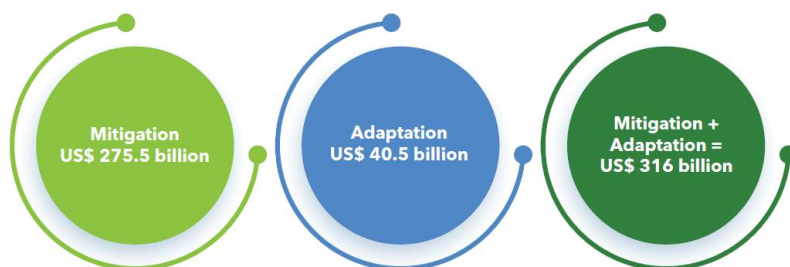 Mitigation
US$ 275.5 billion
Adaptation
US$ 40.5 billion
Mitigation +
Adaptation =
US$ 316 billion